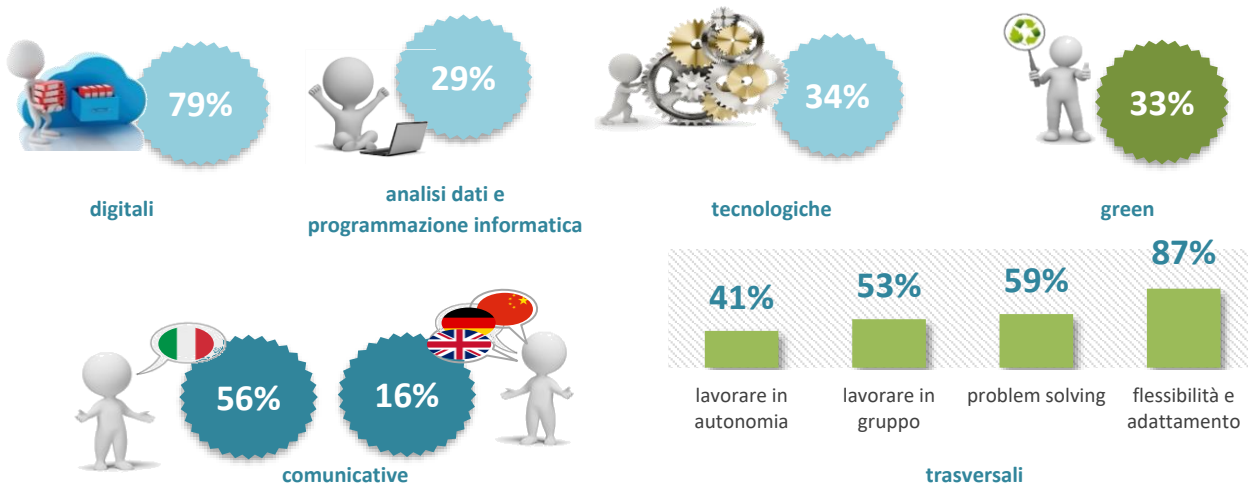 79%
29%
34%
33%
digitali
analisi dati e
programmazione informatica
tecnologiche
green
56%
16%
comunicative
41%
53%
59%
87%
lavorare in
autonomia
lavorare in
gruppo
problem solving
flessibilità e
adattamento
trasversali